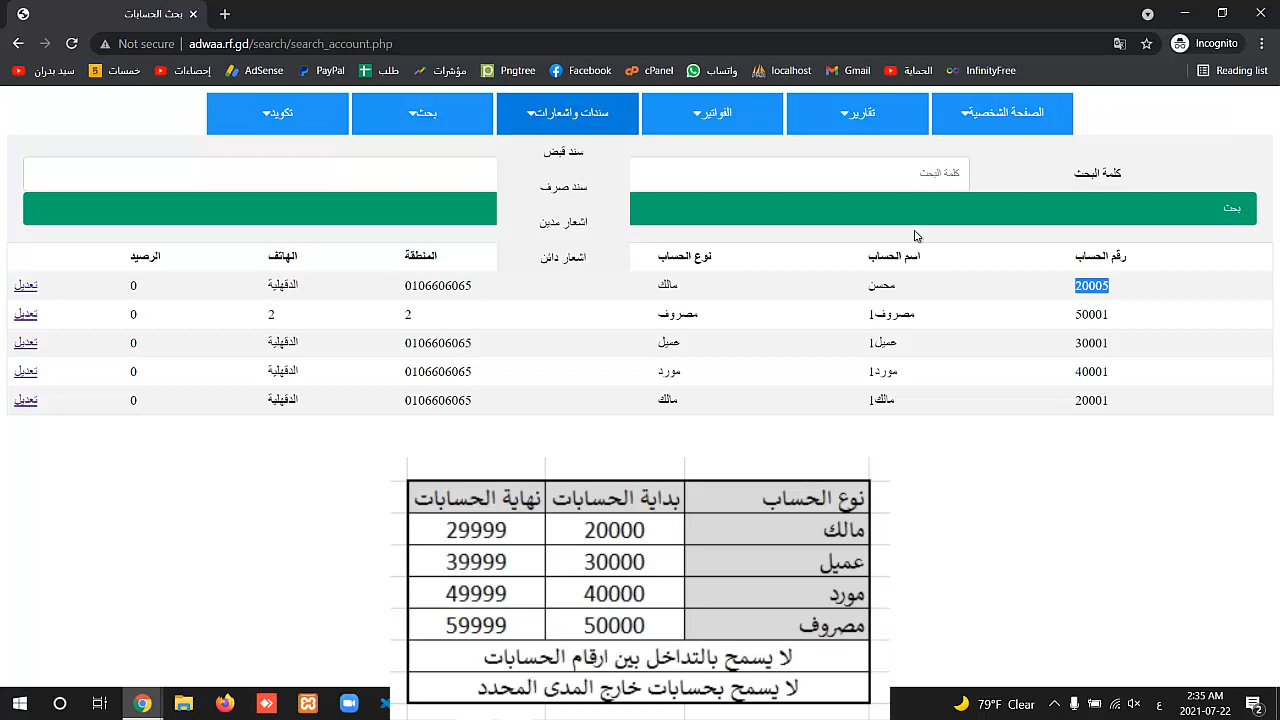 بحث الحسابات
Not secure | adwaa.rf.gd/search/search_account.php
Incognito
سيد بدران
5 خمسات
إحصاءات
AdSense
PayPal
طلب
مؤشرات
Pngtree
Facebook
cPanel
واتساب
localhost
Gmail
الحماية
InfinityFree
Reading list
الصفحة الشخصية
تقارير
الفواتير
سندات واشعارات
بحث
تكويد
سند قبض
سند صرف
اشعار مدين
اشعار دائن
كلمة البحث
كلمة البحث
بحث
رقم الحساب اسم الحساب نوع الحساب المنطقة الهاتف الرصيد
20005 محسن مالك 0106606065 الدقهلية 0 تعديل
50001 مصروف1 مصروف 2 2 0 تعديل
30001 عميل1 عميل 0106606065 الدقهلية 0 تعديل
40001 مورد1 مورد 0106606065 الدقهلية 0 تعديل
20001 مالك1 مالك 0106606065 الدقهلية 0 تعديل
نوع الحساب بداية الحسابات نهاية الحسابات
مالك 20000 29999
عميل 30000 39999
مورد 40000 49999
مصروف 50000 59999
لا يسمح بالتداخل بين ارقام الحسابات
لا يسمح بحسابات خارج المدى المحدد
79°F Clear
ع
2:35 AM
2021-07-22
2